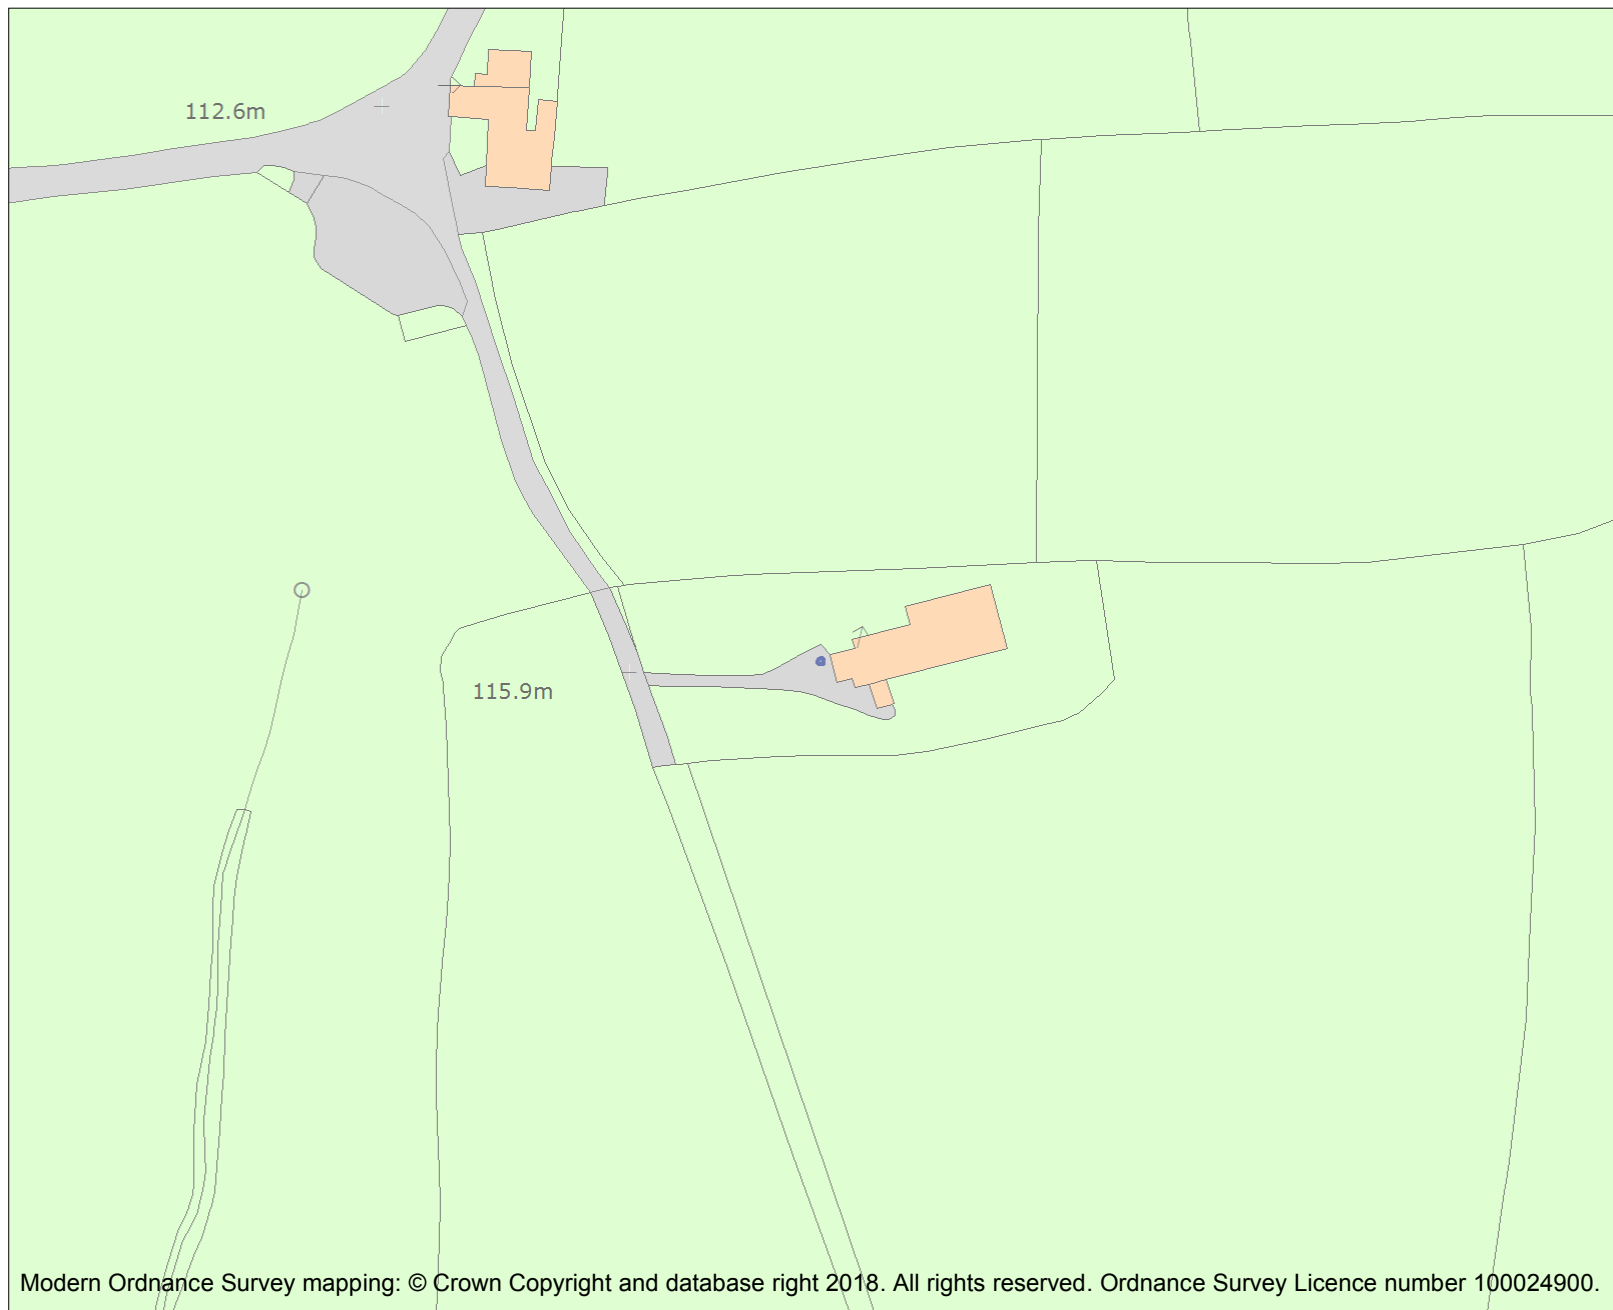 112.6m
115.9m
Modern Ordnance Survey mapping: © Crown Copyright and database right 2018. All rights reserved. Ordnance Survey Licence number 100024900.